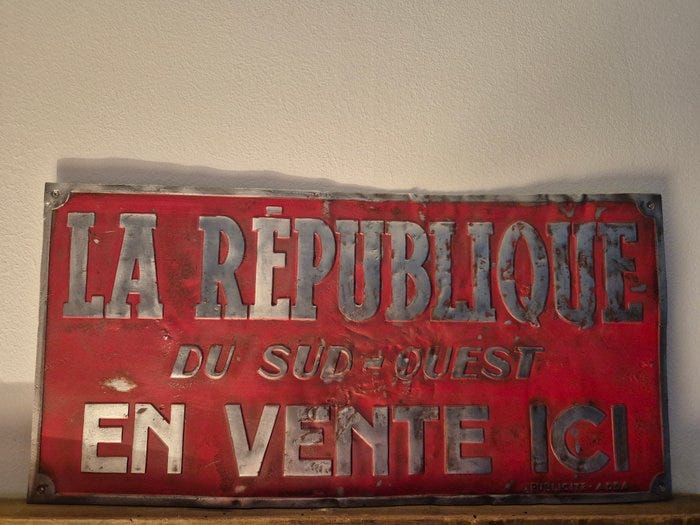 LA RÉPUBLIQUE
DU SUD-OUEST
EN VENTE ICI